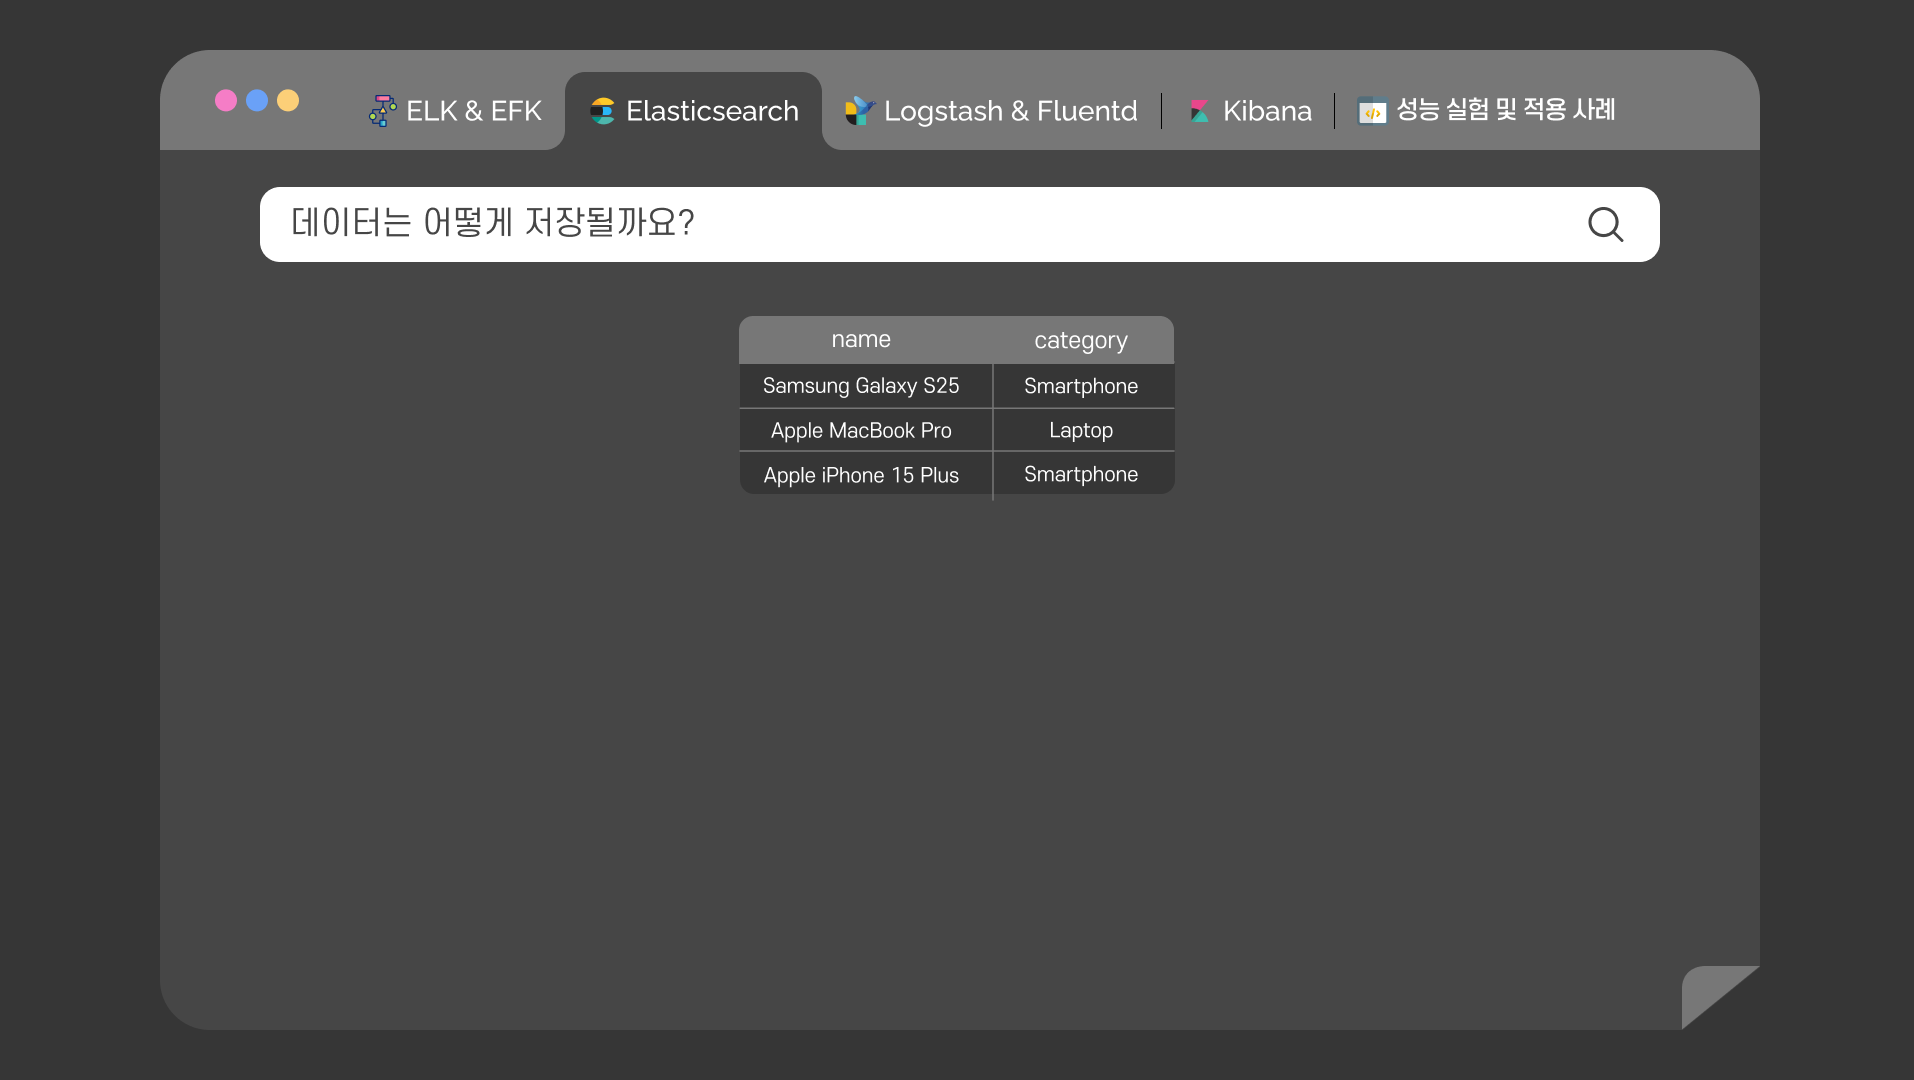 ELK & EFK
Elasticsearch
Logstash & Fluentd
Kibana
성능 실험 및 적용 사례
데이터는 어떻게 저장될까요?
name category
Samsung Galaxy S25 Smartphone
Apple MacBook Pro Laptop
Apple iPhone 15 Plus Smartphone